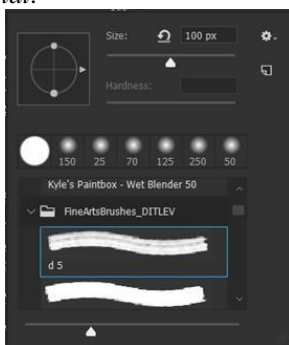 Size: 100 px
Hardness:
150 25 70 125 250 50
Kyle's Paintbox - Wet Blender 50
FineArtsBrushes_DITLEV
d 5